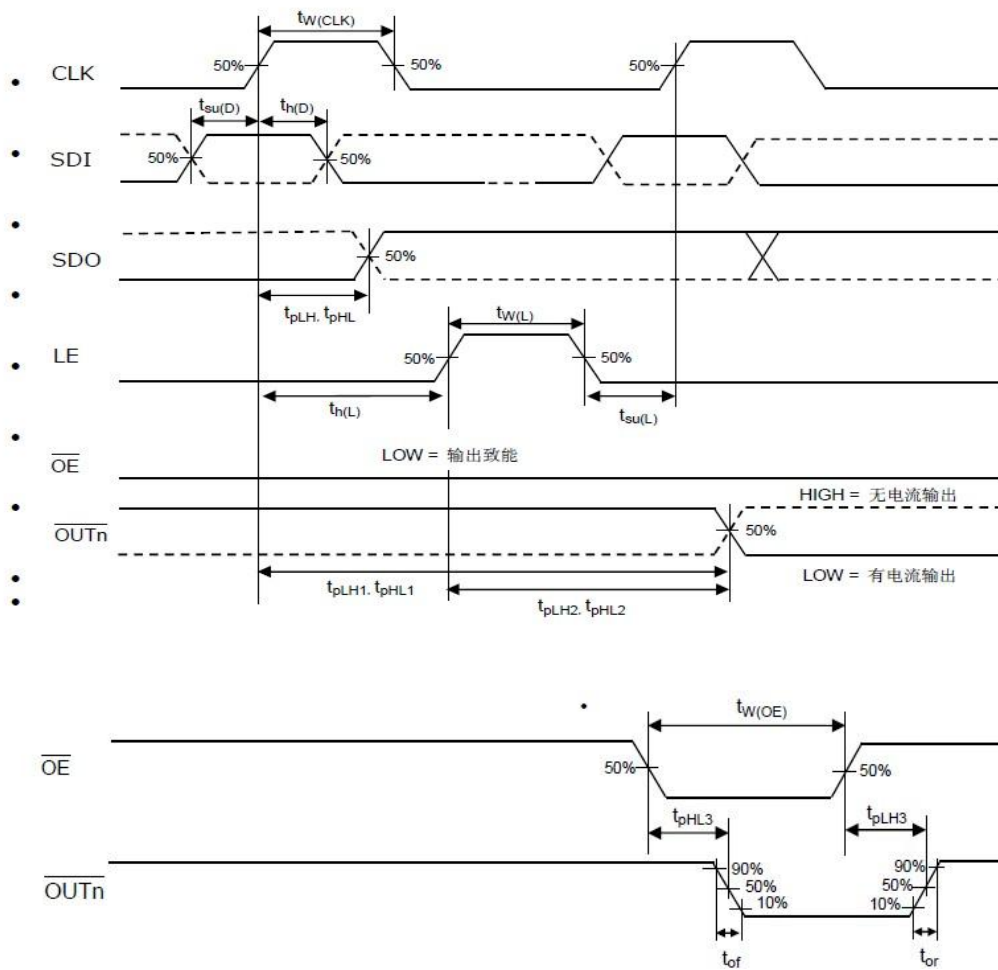 tW(CLK)
CLK 50% 50% 50%
tsu(D) th(D)
SDI 50% 50%
SDO 50%
tpLH. tpHL
tW(L)
LE 50% 50%
th(L) tsu(L)
LOW = 输出致能
OE
HIGH = 无电流输出
OUTn 50%
LOW = 有电流输出
tpLH1. tpHL1
tpLH2. tpHL2
tW(OE)
OE 50% 50%
tpHL3 tpLH3
OUTn 90% 90%
50% 50%
10% 10%
tof tor